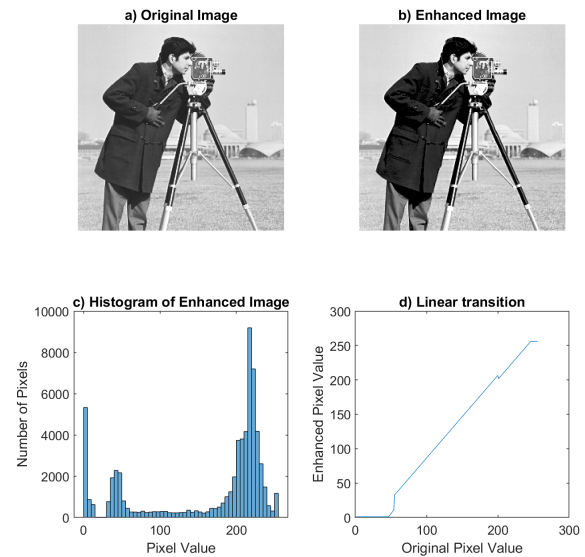 a) Original Image
b) Enhanced Image
c) Histogram of Enhanced Image
10000
8000
6000
4000
2000
0
Number of Pixels
0
100
200
Pixel Value
d) Linear transition
300
250
200
150
100
50
0
Enhanced Pixel Value
0
100
200
300
Original Pixel Value